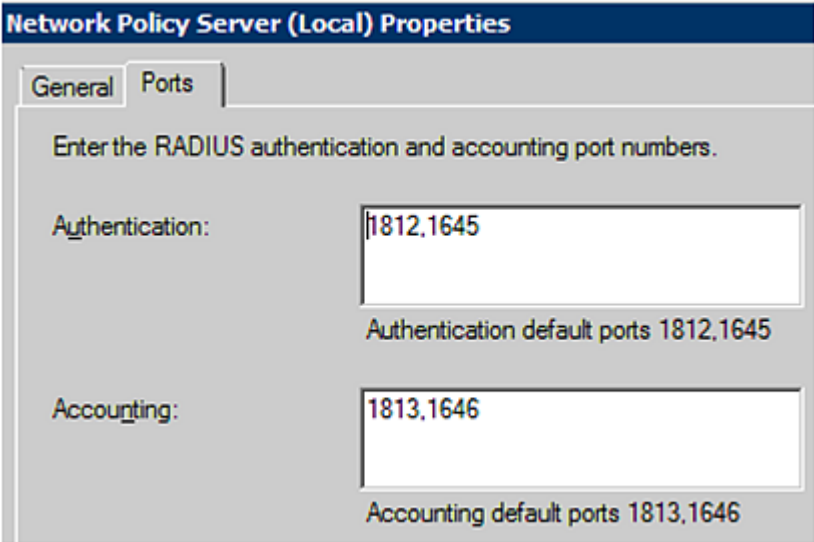 Network Policy Server (Local) Properties
General Ports
Enter the RADIUS authentication and accounting port numbers.
Authentication: 1812,1645
Authentication default ports 1812,1645
Accounting: 1813,1646
Accounting default ports 1813,1646